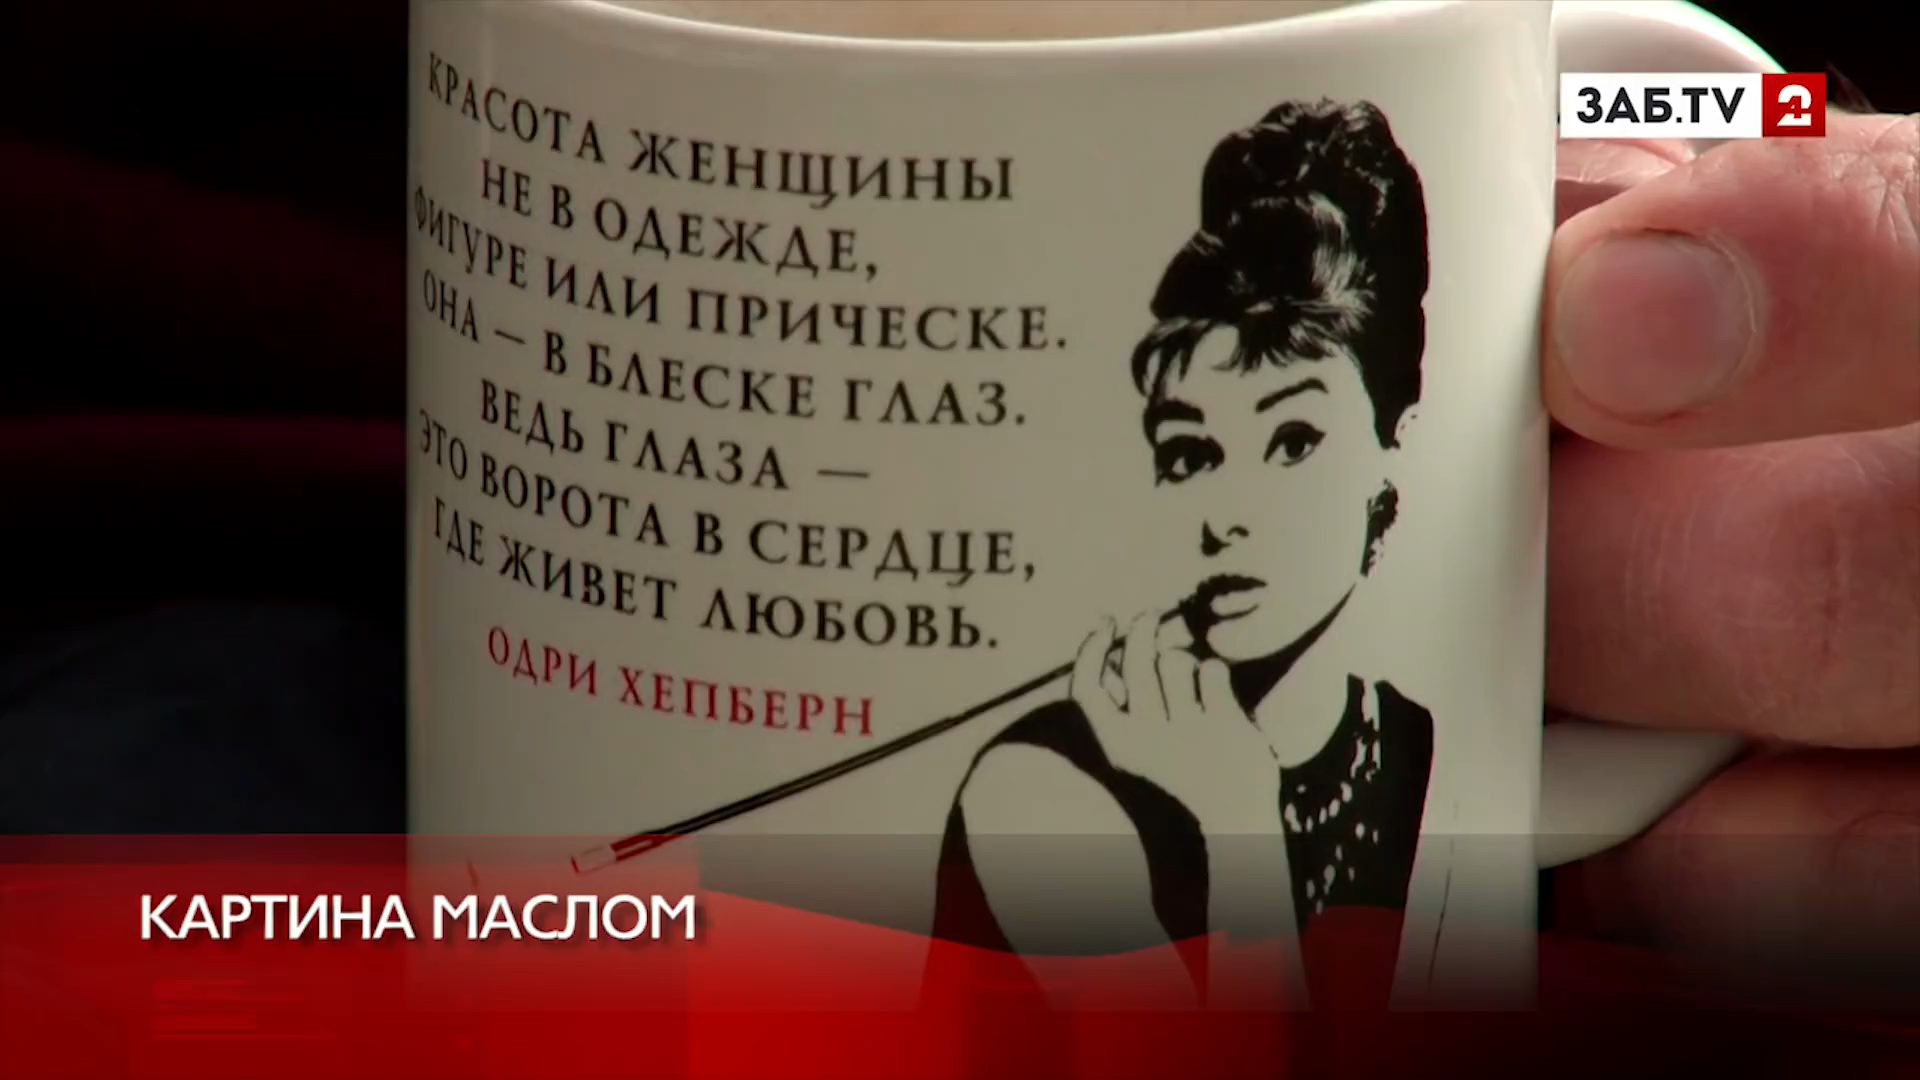 КРАСОТА ЖЕНЩИНЫ
НЕ В ОДЕЖДЕ,
ФИГУРЕ ИЛИ ПРИЧЕСКЕ.
ОНА – В БЛЕСКЕ ГЛАЗ.
ВЕДЬ ГЛАЗА –
ЭТО ВОРОТА В СЕРДЦЕ,
ГДЕ ЖИВЕТ ЛЮБОВЬ.
ОДРИ ХЕПБЕРН
ЗАБ.TV 24
КАРТИНА МАСЛОМ